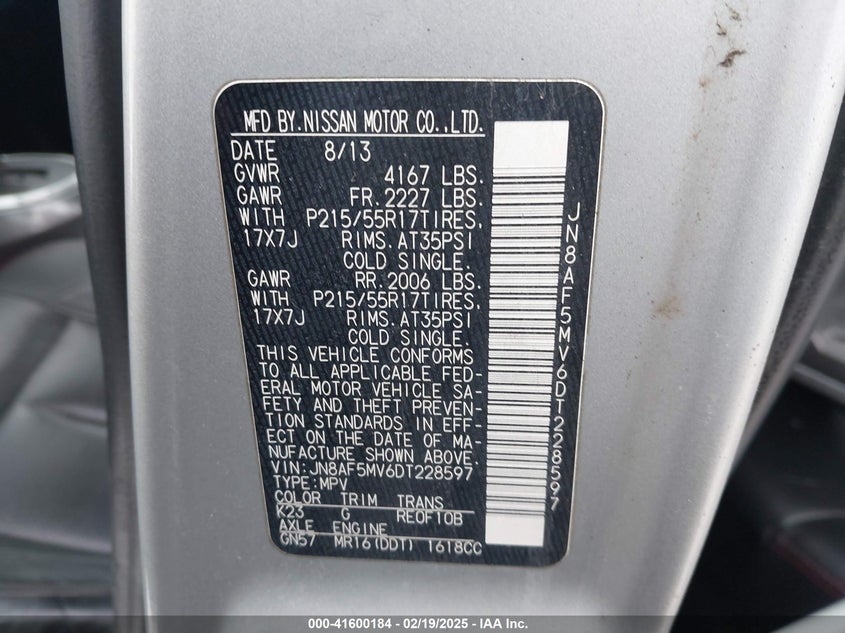 MFD BY.NISSAN MOTOR CO.,LTD.
DATE 8/13
GVWR 4167 LBS.
GAWR FR.2227 LBS.
WITH P215/55R17TIRES,
17X7J RIMS.AT35PSI
COLD SINGLE.
GAWR RR.2006 LBS.
WITH P215/55R17TIRES,
17X7J RIMS.AT35PSI
COLD SINGLE.
THIS VEHICLE CONFORMS
TO ALL APPLICABLE FED-
ERAL MOTOR VEHICLE SA-
FETY AND THEFT PREVEN-
TION STANDARDS IN EFF-
ECT ON THE DATE OF MA-
NUFACTURE SHOWN ABOVE.
VIN:JN8AF5MV6DT228597
TYPE:MPV
COLOR TRIM TRANS
K23 G REOF10B
AXLE ENGINE
GN57 MR16(DDT) 1618CC
JN8AF5MV6DT228597
000-41600184 - 02/19/2025 - IAA Inc.